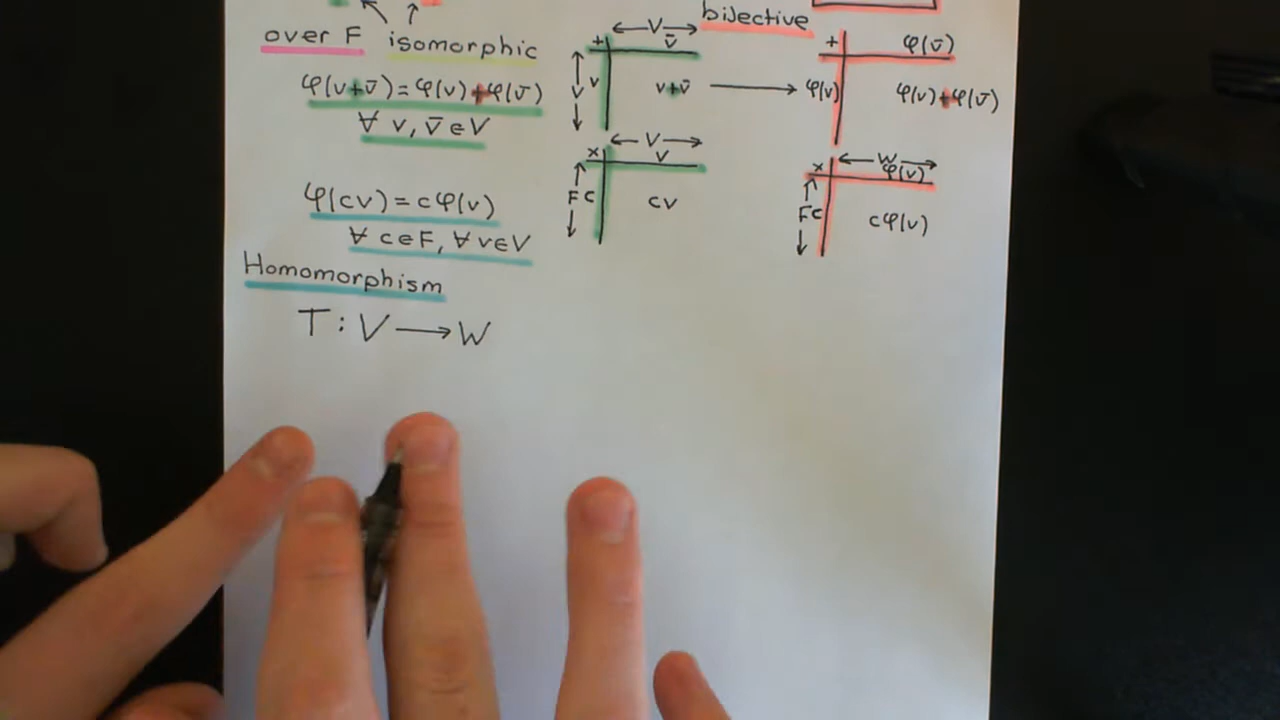 over F isomorphic
φ(v+v̄)=φ(v)+φ(v̄)
∀ v, v̄ ∈ V
φ(cv)=cφ(v)
∀ c∈F, ∀ v∈V
Homomorphism
T : V → W
bijective
← V →
+ v̄
↑ V ↓ v v+v̄
→
+ φ(v̄)
φ(v) φ(v)+φ(v̄)
← V →
x v
↑ F ↓ c cv
← W →
x φ(v)
↑ F ↓ c cφ(v)